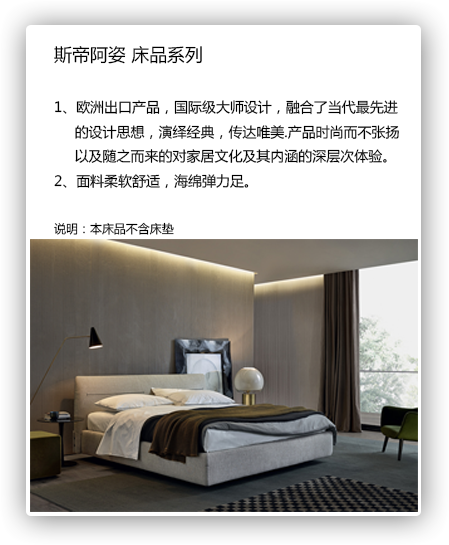 斯帝阿姿 床品系列
1、欧洲出口产品，国际级大师设计，融合了当代最先进
的设计思想，演绎经典，传达唯美.产品时尚而不张扬
以及随之而来的对家居文化及其内涵的深层次体验。
2、面料柔软舒适，海绵弹力足。
说明：本床品不含床垫